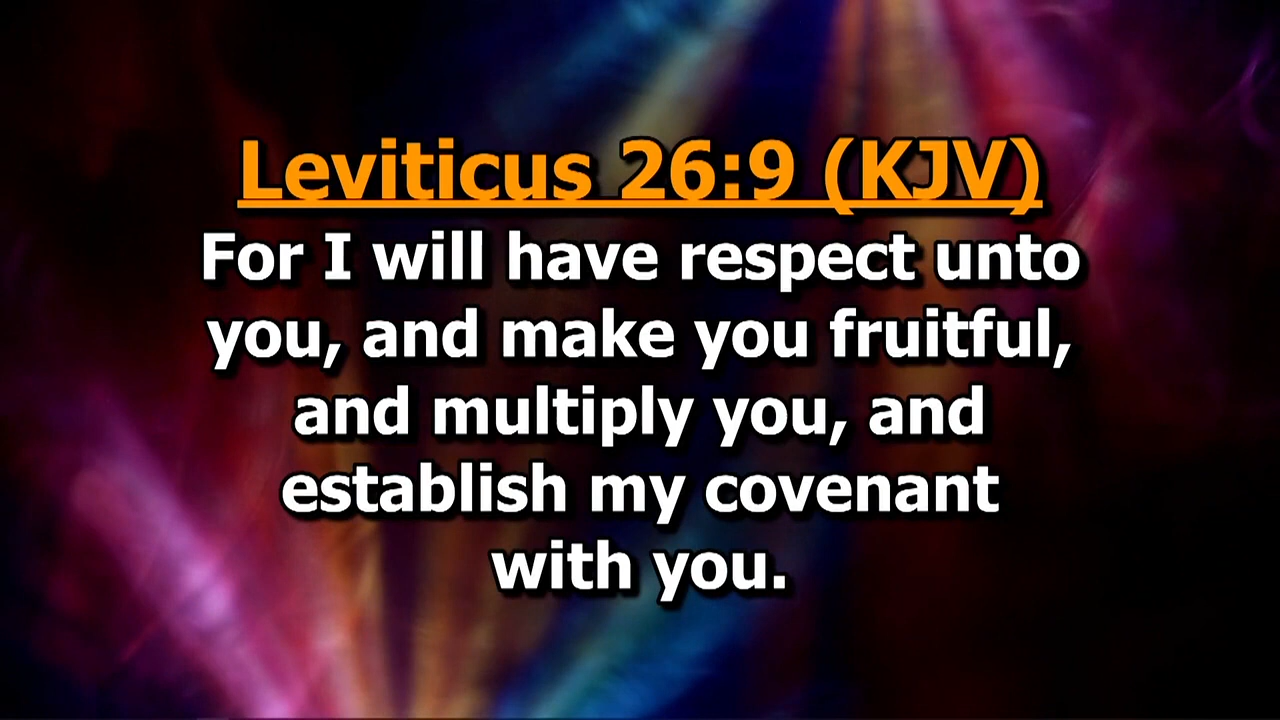 Leviticus 26:9 (KJV)
For I will have respect unto
you, and make you fruitful,
and multiply you, and
establish my covenant
with you.